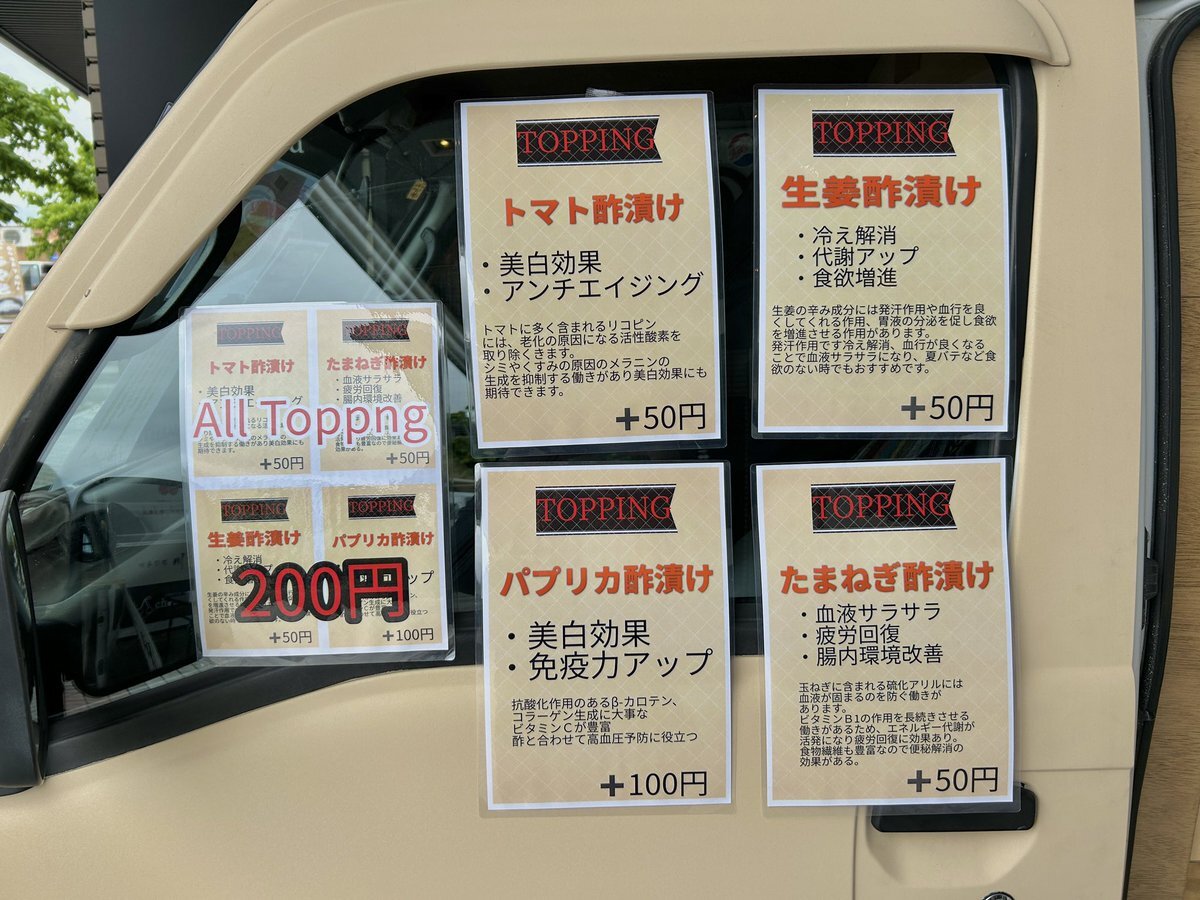 TOPPING
トマト酢漬け
・美白効果
・アンチエイジング
トマトに多く含まれるリコピン
には、老化の原因になる活性酸素を
取り除くきます。
シミやくすみの原因のメラニンの
生成を抑制する働きがあり美白効果にも
期待できます。
+50円
TOPPING
生姜酢漬け
・冷え解消
・代謝アップ
・食欲増進
生姜の辛み成分には発汗作用や血行を良
くしてくれる作用、胃液の分泌を促し食欲
を増進させる作用があります。
発汗作用です冷え解消、血行が良くなる
ことで血液サラサラになり、夏バテなど食
欲のない時でもおすすめです。
+50円
TOPPING
トマト酢漬け
・美白効果
生成を抑制する働きがあり美白効果にも
期待できます。
+50円
TOPPING
たまねぎ酢漬け
・血液サラサラ
・疲労回復
・腸内環境改善
+50円
All Toppng
TOPPING
生姜酢漬け
・冷え解消
+50円
TOPPING
パプリカ酢漬け
+100円
200円
TOPPING
パプリカ酢漬け
・美白効果
・免疫力アップ
抗酸化作用のあるβ-カロテン、
コラーゲン生成に大事な
ビタミンCが豊富
酢と合わせて高血圧予防に役立つ
+100円
TOPPING
たまねぎ酢漬け
・血液サラサラ
・疲労回復
・腸内環境改善
玉ねぎに含まれる硫化アリルには
血液が固まるのを防ぐ働きが
あります。
ビタミンB1の作用を長続きさせる
働きがあるため、エネルギー代謝が
活発になり疲労回復に効果あり。
食物繊維も豊富なので便秘解消の
効果がある。
+50円